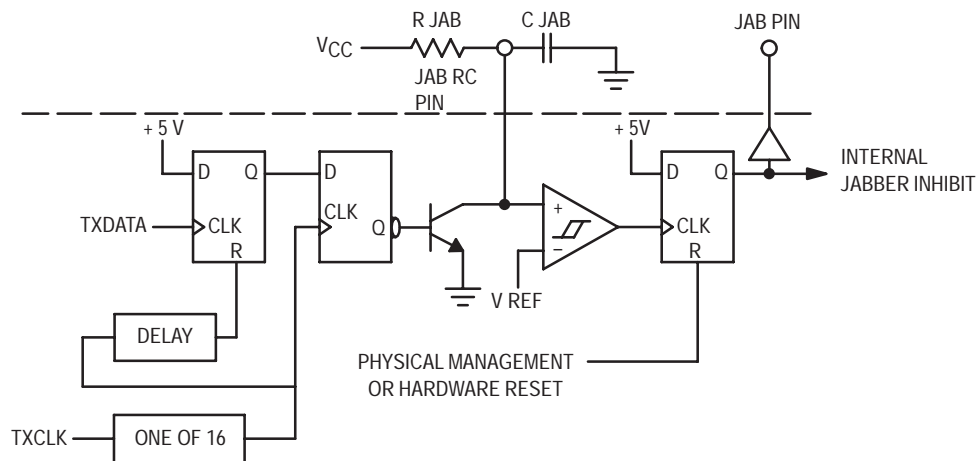 R JAB
C JAB
JAB PIN
VCC
JAB RC
PIN
+ 5 V
+5V
D
Q
D
D
Q
INTERNAL
JABBER INHIBIT
CLK
+
TXDATA
CLK
Q
CLK
–
R
R
V REF
DELAY
PHYSICAL MANAGEMENT
OR HARDWARE RESET
TXCLK
ONE OF 16